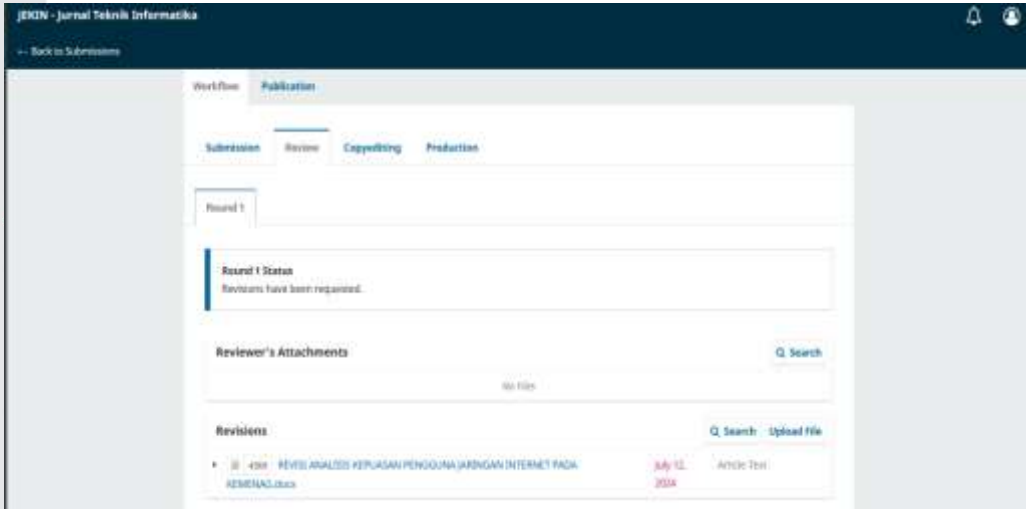 JEKIN - Jurnal Teknik Informatika
← Back to Submissions
Workflow Publication
Submission Review Copyediting Production
Round 1
Round 1 Status
Revisions have been requested.
Reviewer's Attachments Search
No Files
Revisions Search Upload File
REVISI ANALISIS KEPUASAN PENGGUNA JARINGAN INTERNET PADA July 12, Article Text
KEMENAG.docx 2024